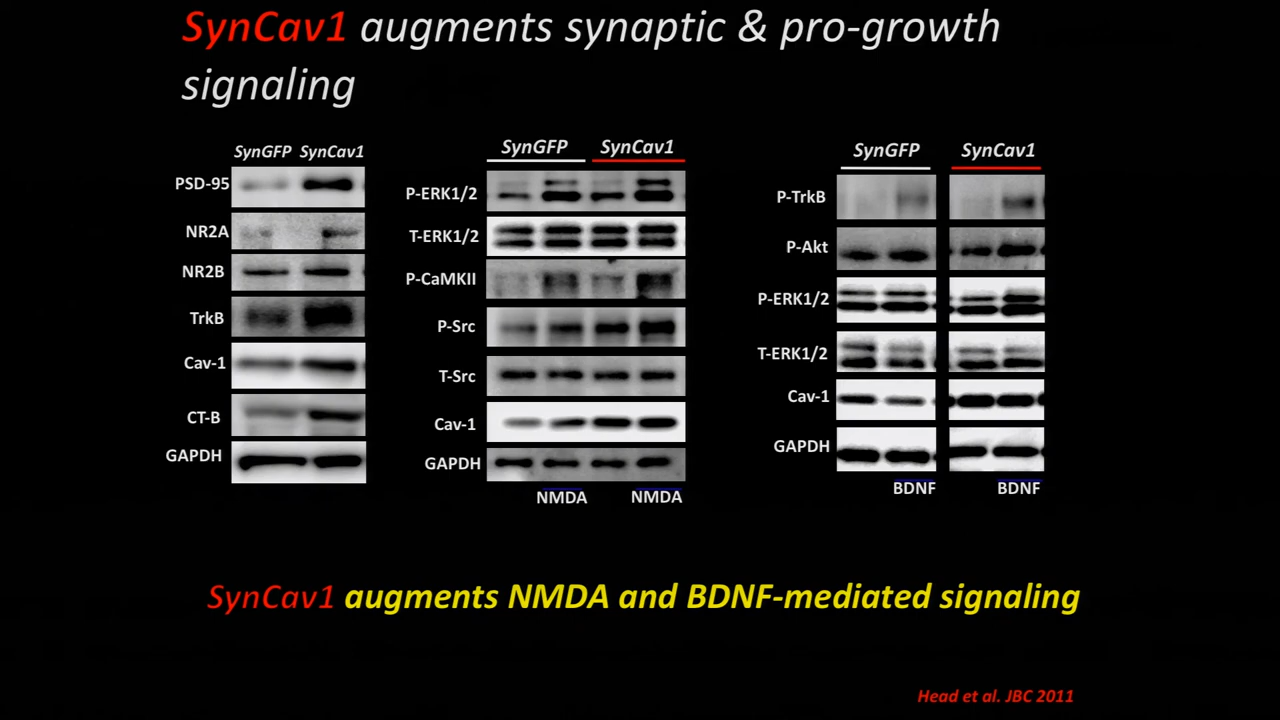 SynCav1 augments synaptic & pro-growth
signaling
SynGFP SynCav1
PSD-95
NR2A
NR2B
TrkB
Cav-1
CT-B
GAPDH
SynGFP SynCav1
P-ERK1/2
T-ERK1/2
P-CaMKII
P-Src
T-Src
Cav-1
GAPDH
NMDA NMDA
SynGFP SynCav1
P-TrkB
P-Akt
P-ERK1/2
T-ERK1/2
Cav-1
GAPDH
BDNF BDNF
SynCav1 augments NMDA and BDNF-mediated signaling
Head et al. JBC 2011